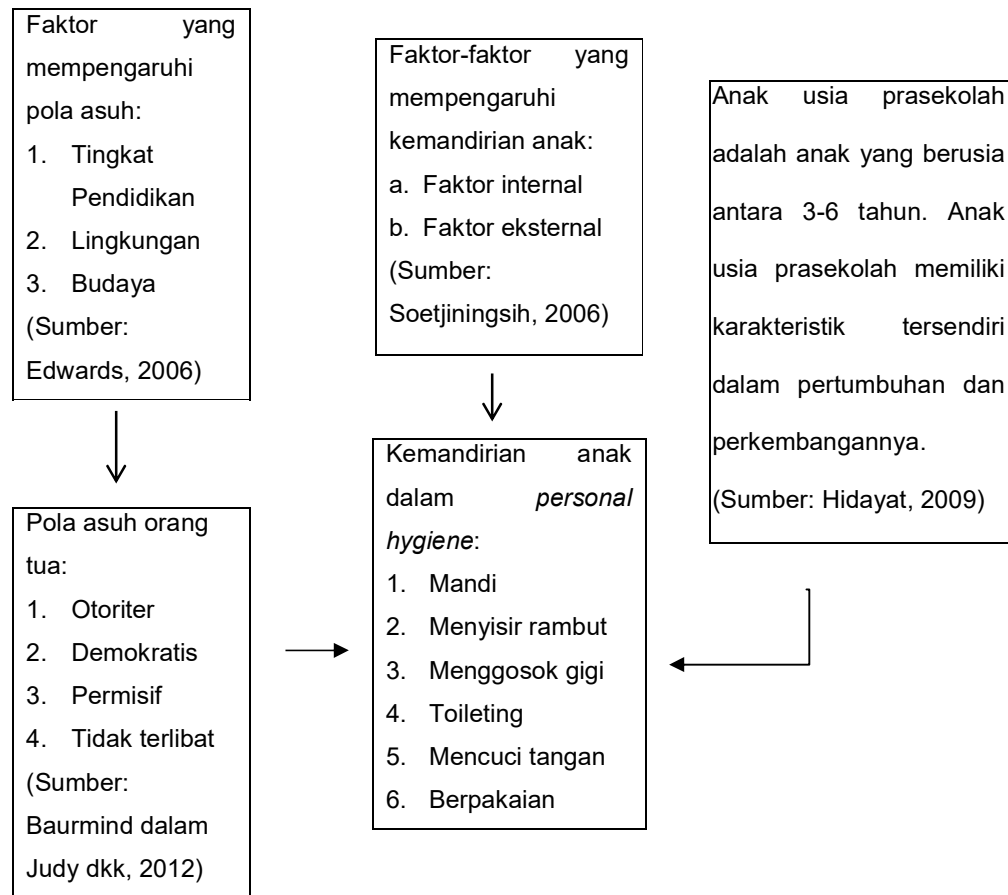 Faktor yang
mempengaruhi
pola asuh:
1. Tingkat
Pendidikan
2. Lingkungan
3. Budaya
(Sumber:
Edwards, 2006)
Faktor-faktor yang
mempengaruhi
kemandirian anak:
a. Faktor internal
b. Faktor eksternal
(Sumber:
Soetjiningsih, 2006)
Anak usia prasekolah
adalah anak yang berusia
antara 3-6 tahun. Anak
usia prasekolah memiliki
karakteristik tersendiri
dalam pertumbuhan dan
perkembangannya.
(Sumber: Hidayat, 2009)
Pola asuh orang
tua:
1. Otoriter
2. Demokratis
3. Permisif
4. Tidak terlibat
(Sumber:
Baurmind dalam
Judy dkk, 2012)
Kemandirian anak
dalam personal
hygiene:
1. Mandi
2. Menyisir rambut
3. Menggosok gigi
4. Toileting
5. Mencuci tangan
6. Berpakaian